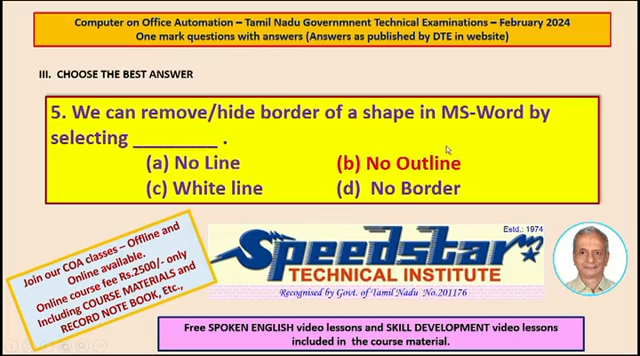 Computer on Office Automation – Tamil Nadu Governmnent Technical Examinations – February 2024
One mark questions with answers (Answers as published by DTE in website)
III. CHOOSE THE BEST ANSWER
5. We can remove/hide border of a shape in MS-Word by
selecting ________ .
(a) No Line (b) No Outline
(c) White line (d) No Border
Join our COA classes – Offline and
Online available.
Online course fee Rs.2500/- only
Including COURSE MATERIALS and
RECORD NOTE BOOK, Etc.,
Estd.: 1974
Speedstar
TECHNICAL INSTITUTE
Recognised by Govt. of Tamil Nadu No.201176
Free SPOKEN ENGLISH video lessons and SKILL DEVELOPMENT video lessons
included in the course material.